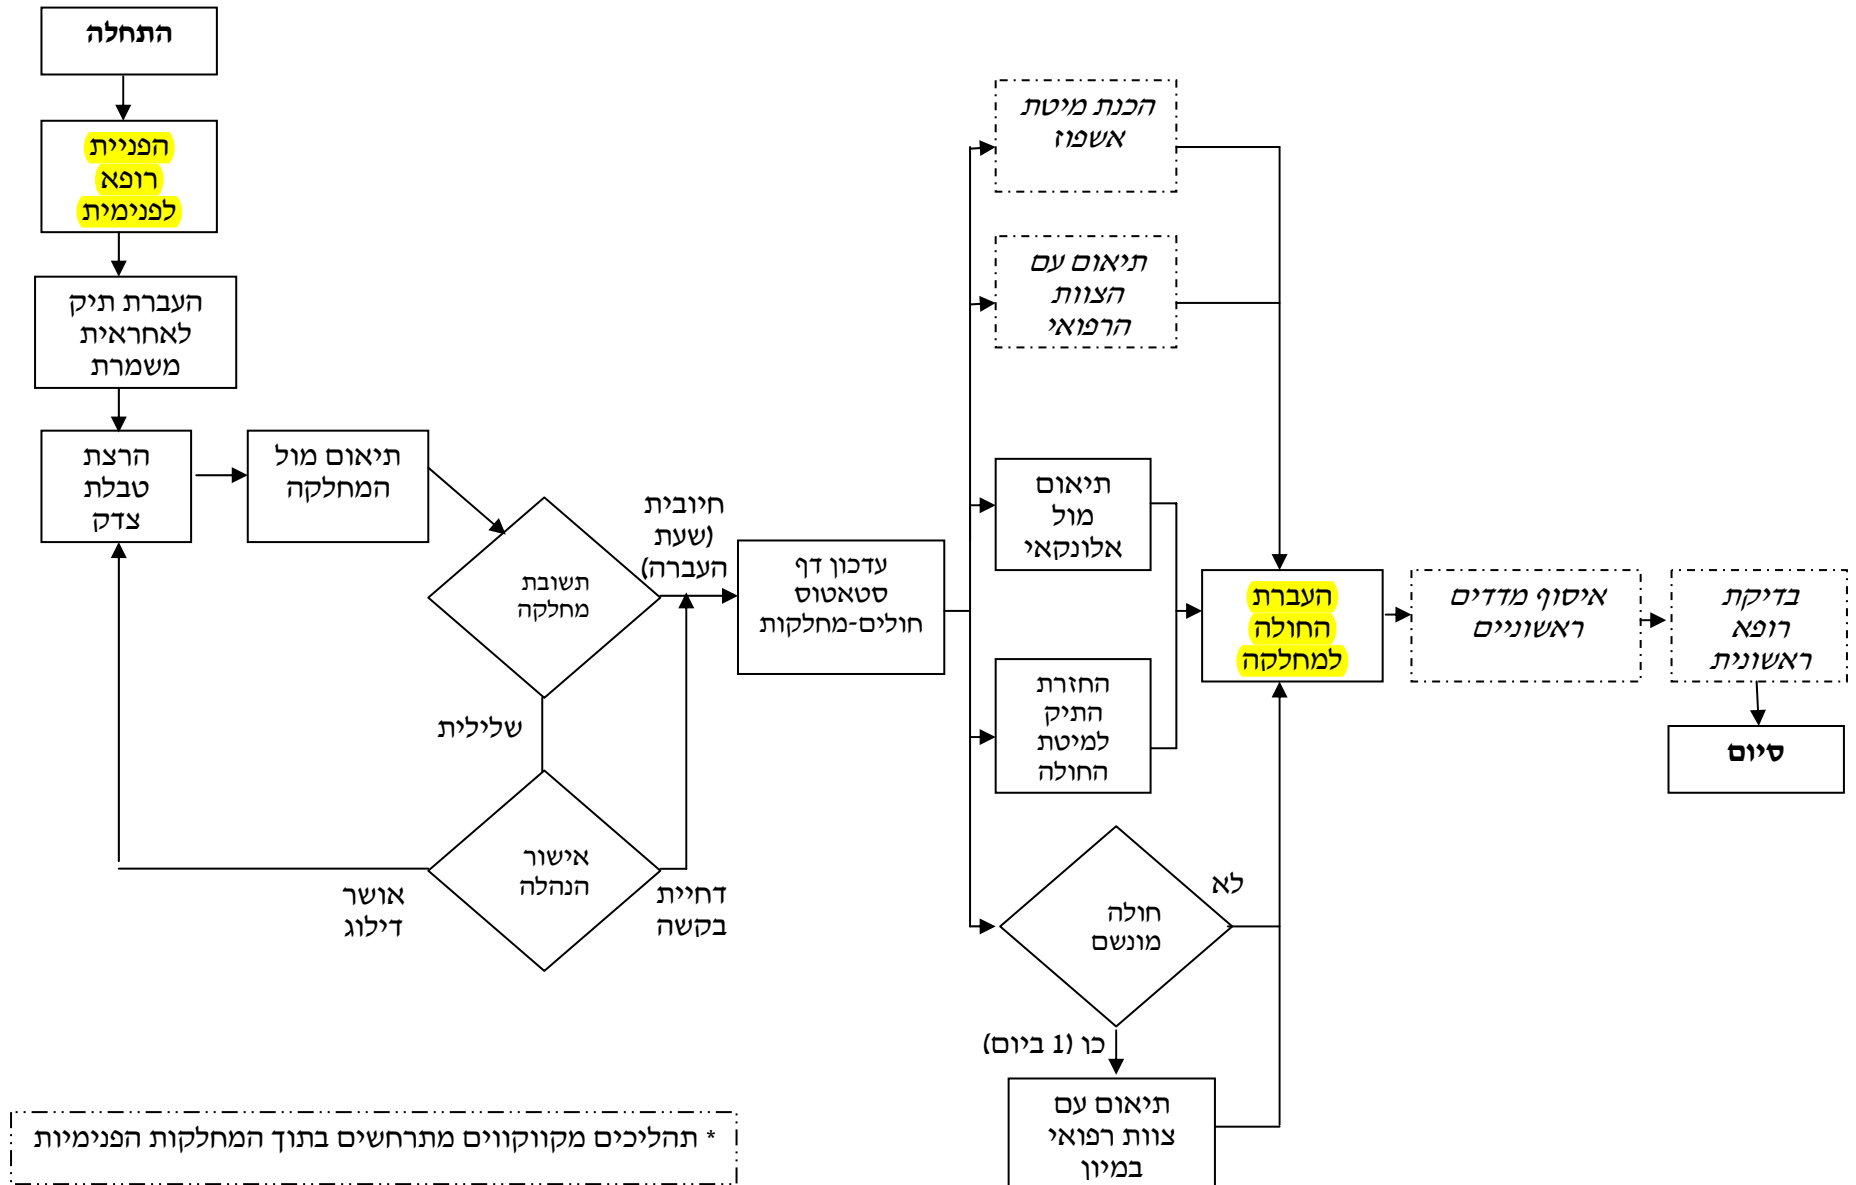 התחלה
הפניית
רופא
לפנימית
העברת תיק
לאחראית
משמרת
הרצת
טבלת
צדק
תיאום מול
המחלקה
תשובת
מחלקה
חיובית
(שעת
העברה)
שלילית
אישור
הנהלה
אושר
דילוג
דחיית
בקשה
עדכון דף
סטאטוס
חולים-מחלקות
הכנת מיטת
אשפוז
תיאום עם
הצוות
הרפואי
תיאום
מול
אלונקאי
החזרת
התיק
למיטת
החולה
חולה
מונשם
לא
כן (1 ביום)
תיאום עם
צוות רפואי
במיון
העברת
החולה
למחלקה
איסוף מדדים
ראשוניים
בדיקת
רופא
ראשונית
סיום
* תהליכים מקווקווים מתרחשים בתוך המחלקות הפנימיות